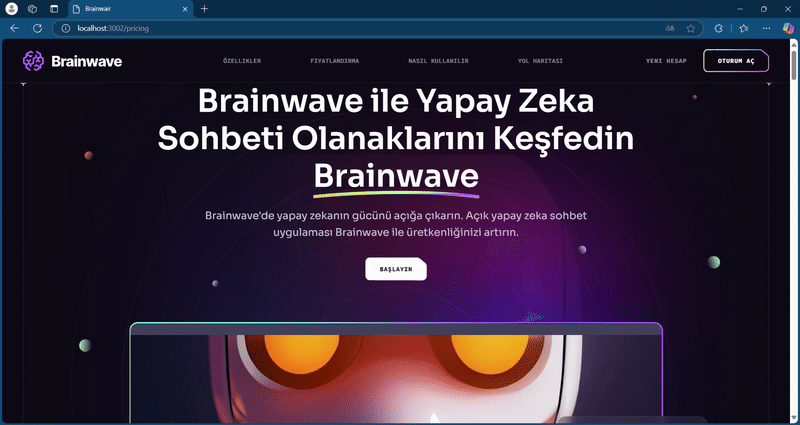 Brainwair
localhost:3002/pricing
Brainwave
ÖZELLIKLER
FIYATLANDIRMA
NASIL KULLANILIR
YOL HARITASI
YENI HESAP
OTURUM AÇ
Brainwave ile Yapay Zeka
Sohbeti Olanaklarını Keşfedin
Brainwave
Brainwave'de yapay zekanın gücünü açığa çıkarın. Açık yapay zeka sohbet
uygulaması Brainwave ile üretkenliğinizi artırın.
BAŞLAYIN